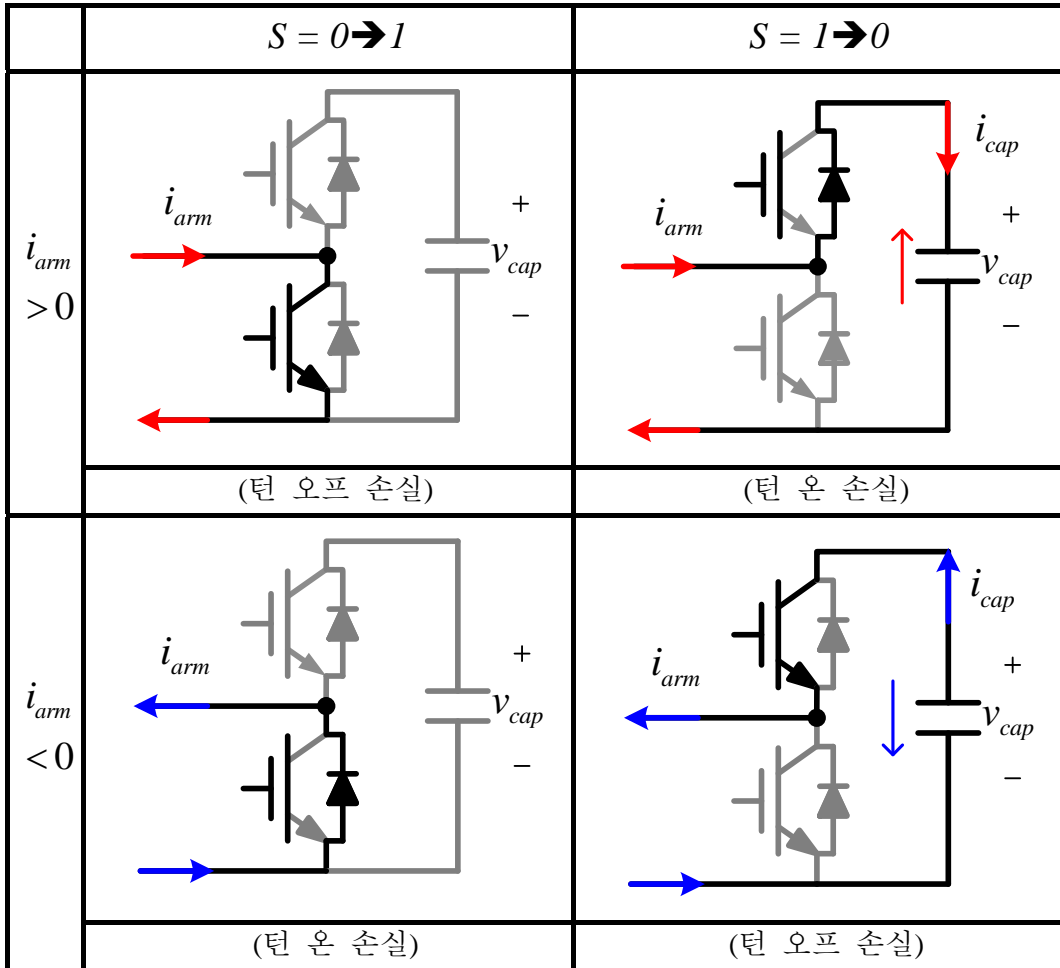 S = 0➔1
S = 1➔0
i_arm > 0
i_arm
+
v_cap
−
i_arm
i_cap
+
v_cap
−
(턴 오프 손실)
(턴 온 손실)
i_arm < 0
i_arm
+
v_cap
−
i_arm
i_cap
+
v_cap
−
(턴 온 손실)
(턴 오프 손실)